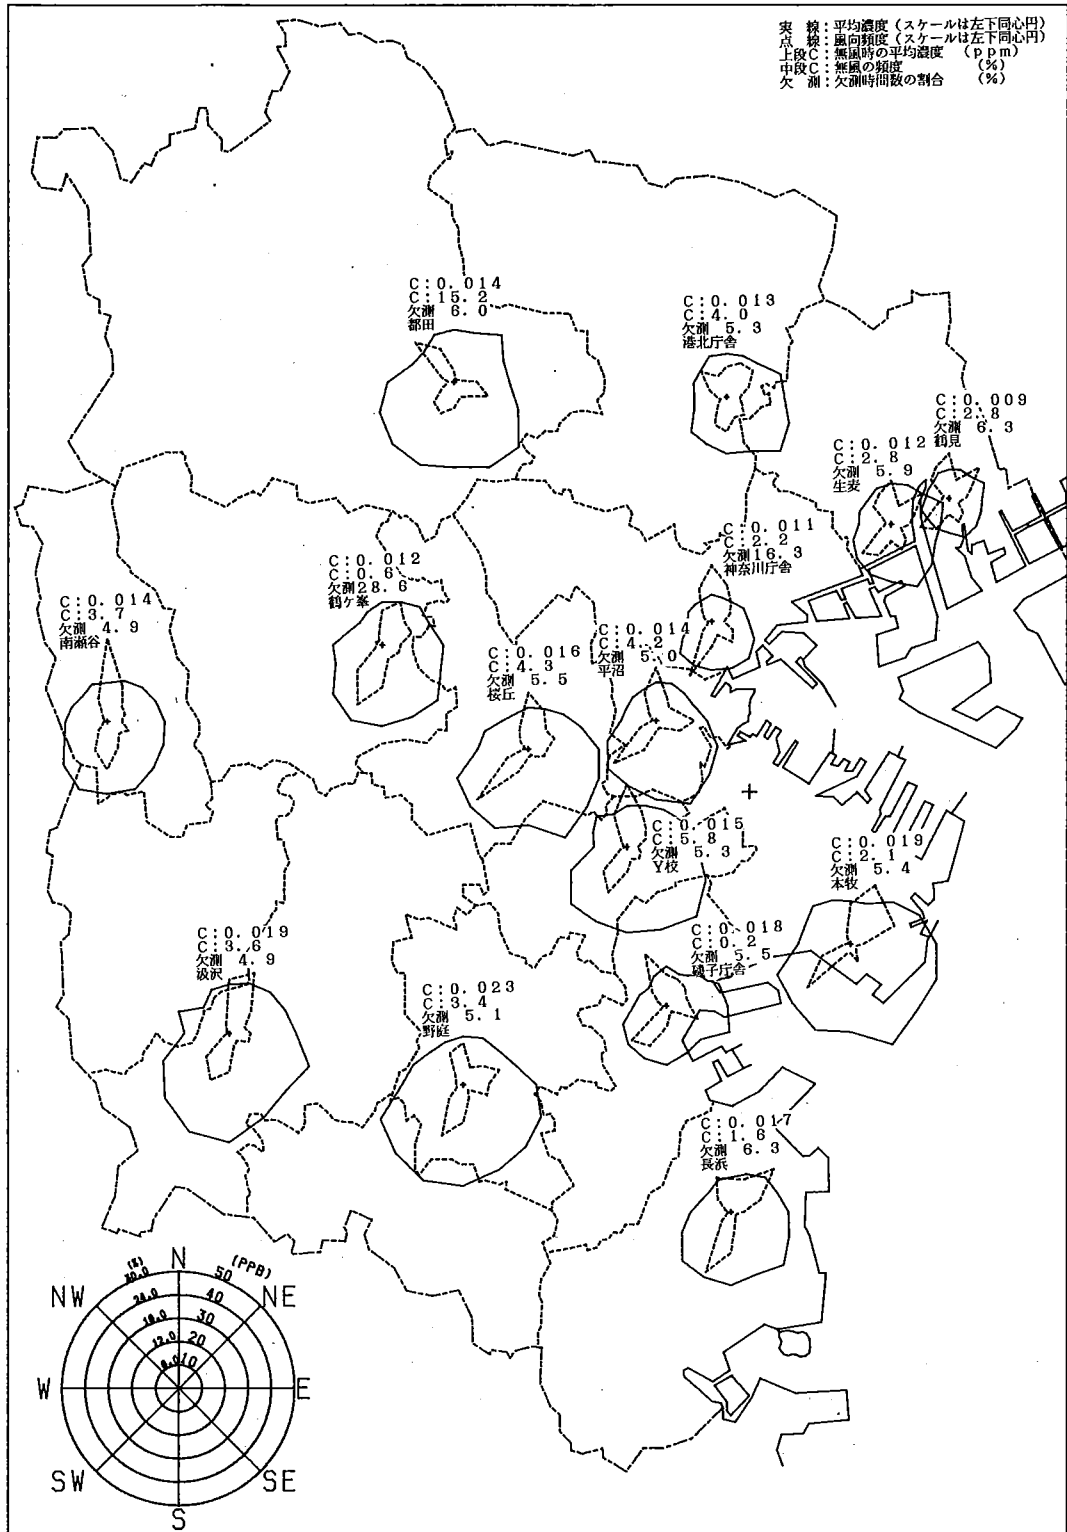 実　線：平均濃度（スケールは左下同心円）
点　線：風向頻度（スケールは左下同心円）
上段C：無風時の平均濃度　（ppm）
中段C：無風の頻度　（%）
欠　測：欠測時間数の割合　（%）
C:0.014
C:15.2
欠測 6.0
都田
C:0.013
C:4.0
欠測 5.3
港北庁舎
C:0.009
C:2.8
欠測 6.3
鶴見
C:0.012
C:2.8
欠測 5.9
生麦
C:0.011
C:2.2
欠測16.3
神奈川庁舎
C:0.012
C:0.6
欠測28.6
鶴ケ峯
C:0.014
C:3.7
欠測 4.9
南瀬谷
C:0.014
C:4.2
欠測 5.0
平沼
C:0.016
C:4.3
欠測 5.5
桜丘
C:0.015
C:5.8
欠測 5.3
Y校
C:0.019
C:2.1
欠測 5.4
本牧
C:0.019
C:3.6
欠測 4.9
汲沢
C:0.018
C:0.2
欠測 5.5
磯子庁舎
C:0.023
C:3.4
欠測 5.1
野庭
C:0.017
C:1.6
欠測 6.3
長浜
N
(%)
(PPB)
30.0
50
NW
NE
24.0
40
18.0
30
12.0
20
6.0
10
W
E
SW
SE
S